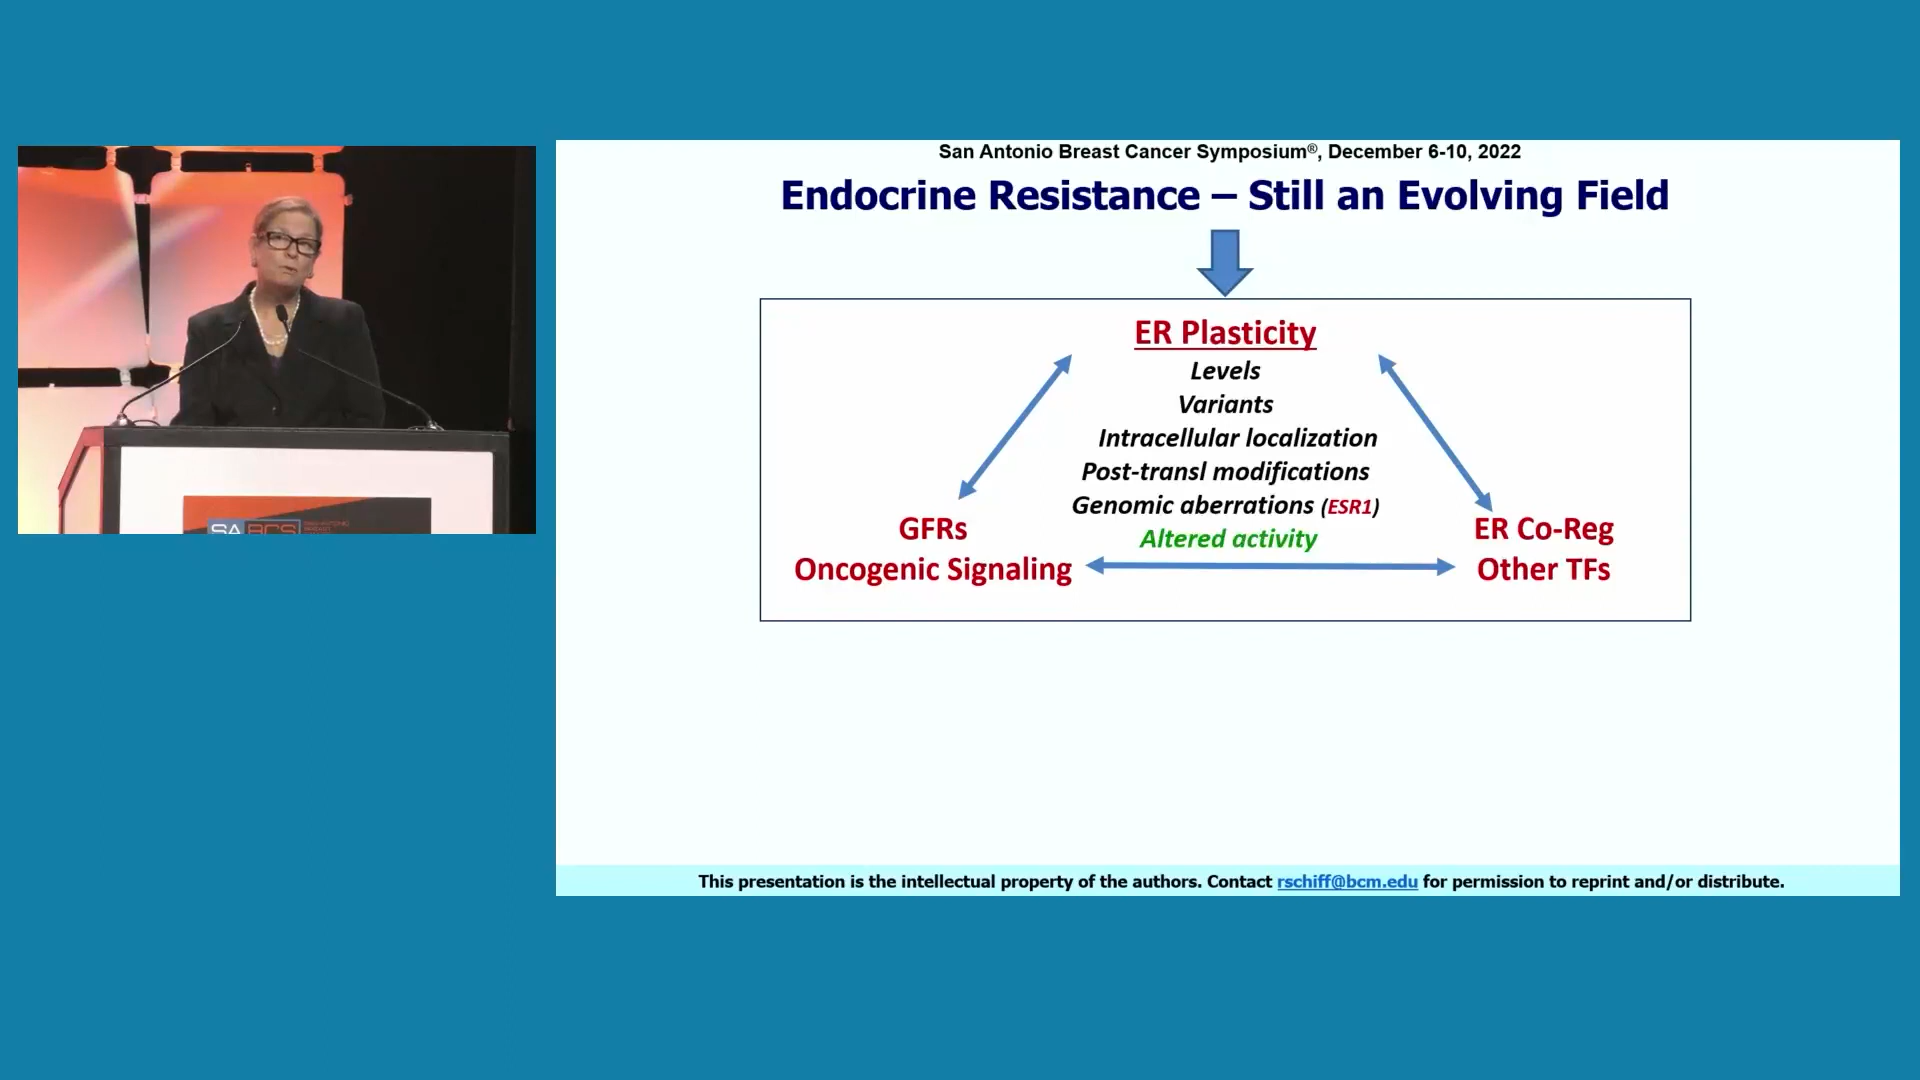 San Antonio Breast Cancer Symposium®, December 6-10, 2022
Endocrine Resistance – Still an Evolving Field
ER Plasticity
Levels
Variants
Intracellular localization
Post-transl modifications
Genomic aberrations (ESR1)
Altered activity
GFRs
Oncogenic Signaling
ER Co-Reg
Other TFs
SA BCS
This presentation is the intellectual property of the authors. Contact rschiff@bcm.edu for permission to reprint and/or distribute.